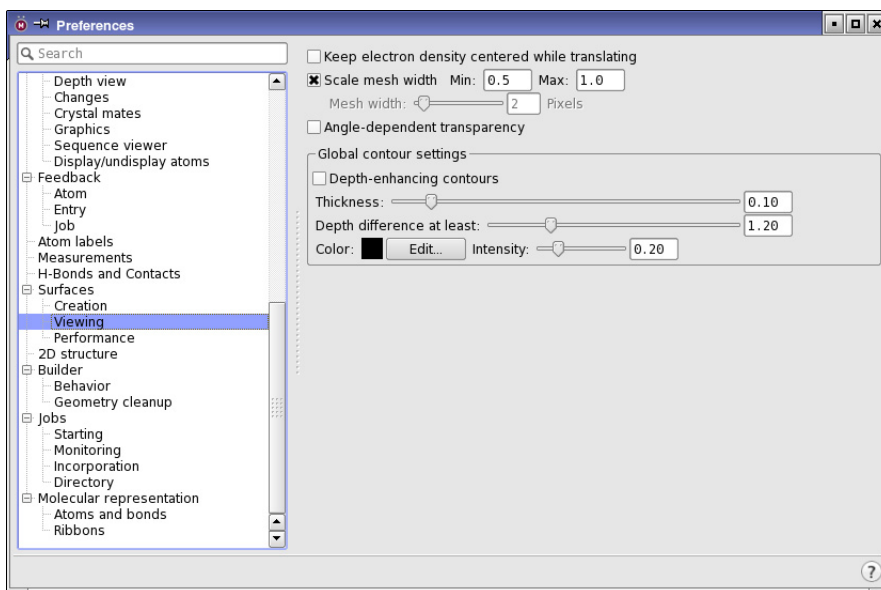 Preferences
Search
Depth view
Changes
Crystal mates
Graphics
Sequence viewer
Display/undisplay atoms
Feedback
Atom
Entry
Job
Atom labels
Measurements
H-Bonds and Contacts
Surfaces
Creation
Viewing
Performance
2D structure
Builder
Behavior
Geometry cleanup
Jobs
Starting
Monitoring
Incorporation
Directory
Molecular representation
Atoms and bonds
Ribbons
Keep electron density centered while translating
Scale mesh width Min: 0.5 Max: 1.0
Mesh width: 2 Pixels
Angle-dependent transparency
Global contour settings
Depth-enhancing contours
Thickness: 0.10
Depth difference at least: 1.20
Color: Edit... Intensity: 0.20
?